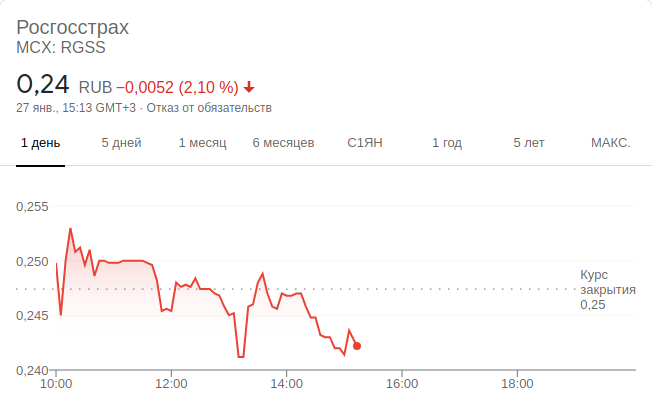 Росгосстрах
MCX: RGSS
0,24 RUB −0,0052 (2,10 %)
27 янв., 15:13 GMT+3 · Отказ от обязательств
1 день 5 дней 1 месяц 6 месяцев С1ЯН 1 год 5 лет МАКС.
0,255
0,250
Курс
закрытия
0,25
0,245
0,240
10:00 12:00 14:00 16:00 18:00